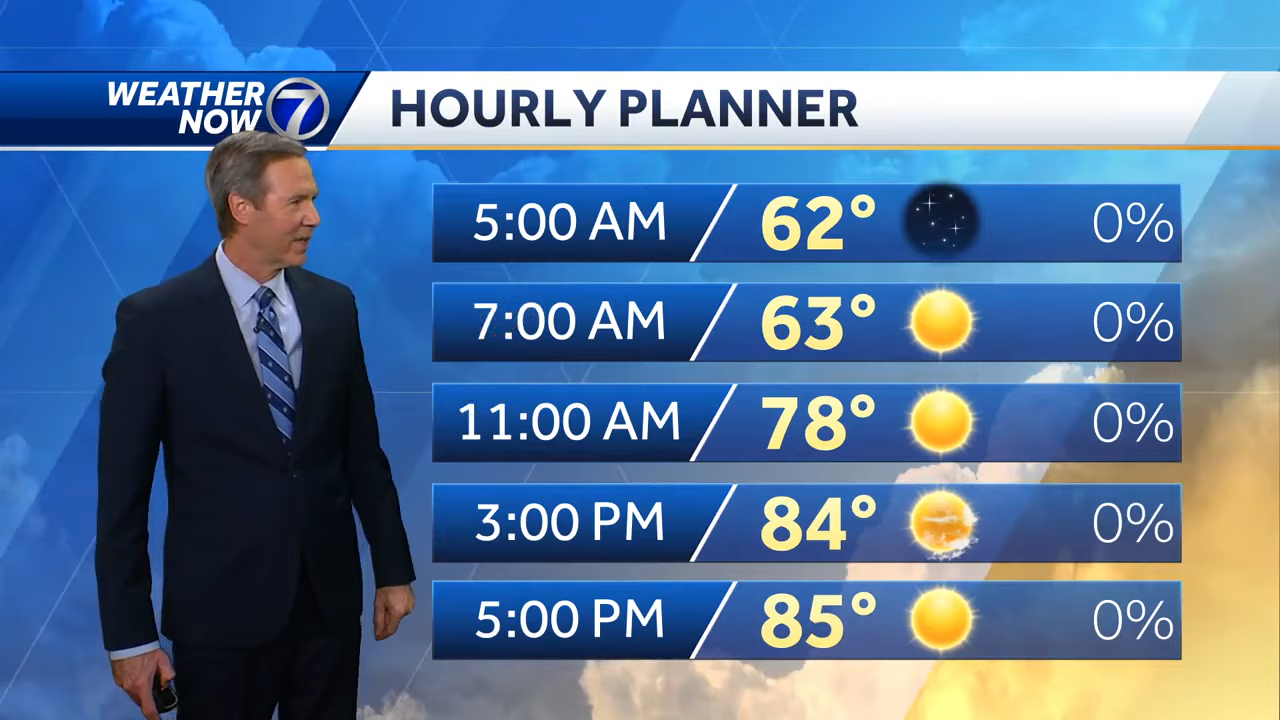 WEATHER
NOW 7
HOURLY PLANNER
5:00 AM 62° 0%
7:00 AM 63° 0%
11:00 AM 78° 0%
3:00 PM 84° 0%
5:00 PM 85° 0%